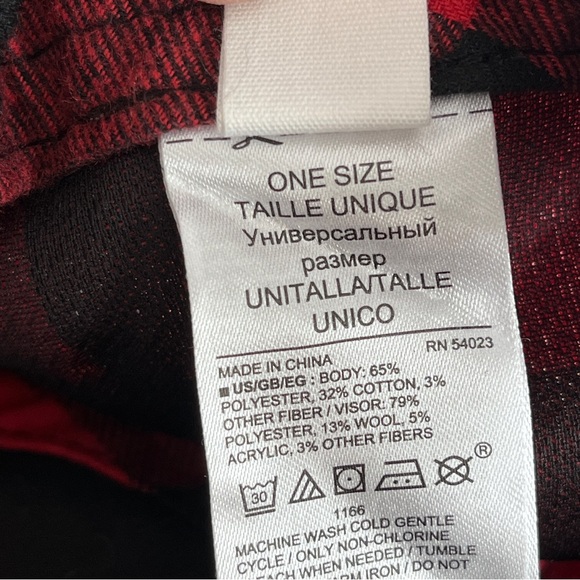 ONE SIZE
TAILLE UNIQUE
Универсальный
размер
UNITALLA/TALLE
UNICO
RN 54023
MADE IN CHINA
■ US/GB/EG : BODY: 65%
POLYESTER, 32% COTTON, 3%
OTHER FIBER / VISOR: 79%
POLYESTER, 13% WOOL, 5%
ACRYLIC, 3% OTHER FIBERS
30 ®
1166
MACHINE WASH COLD GENTLE
CYCLE / ONLY NON-CHLORINE
EACH WHEN NEEDED / TUMBLE
RM IRON / DO NOT